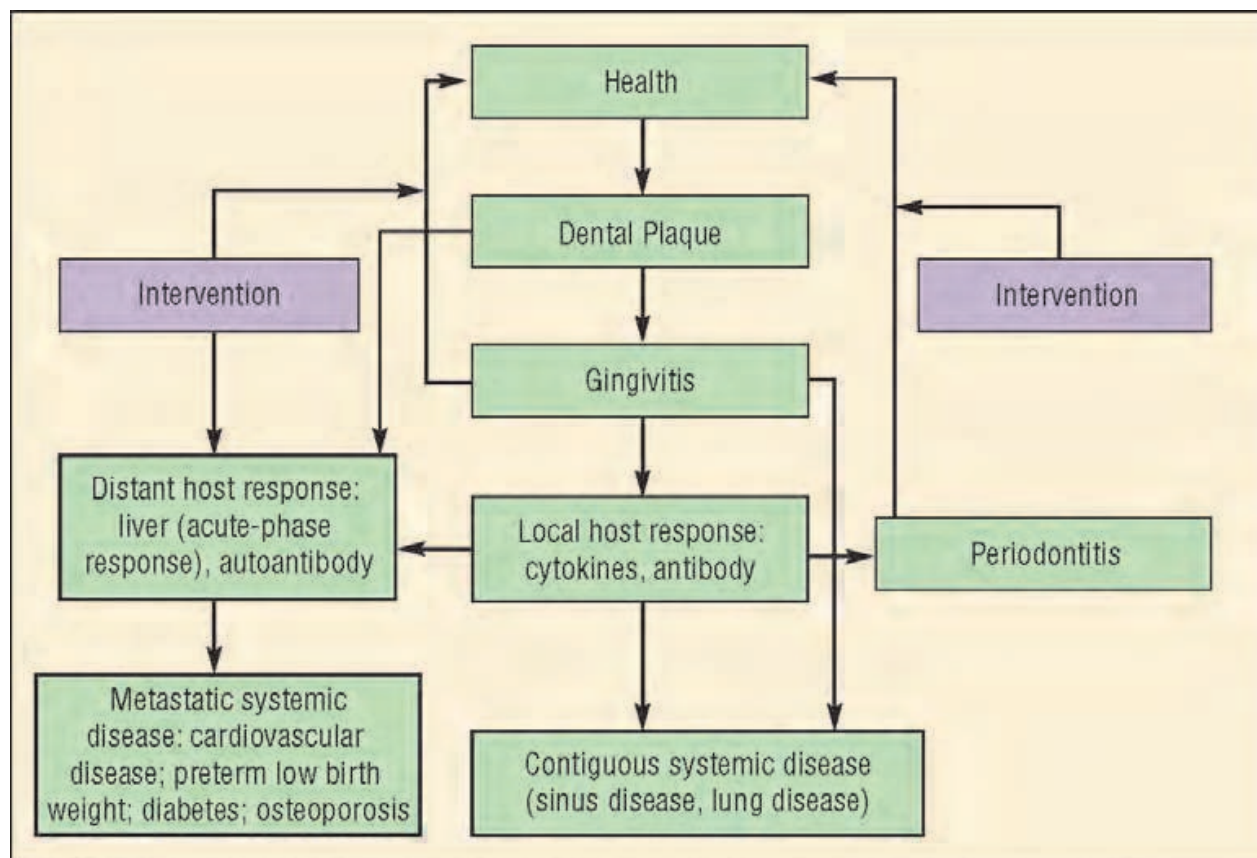 Health
Dental Plaque
Intervention
Intervention
Gingivitis
Distant host response:
liver (acute-phase
response), autoantibody
Local host response:
cytokines, antibody
Periodontitis
Metastatic systemic
disease: cardiovascular
disease; preterm low birth
weight; diabetes; osteoporosis
Contiguous systemic disease
(sinus disease, lung disease)